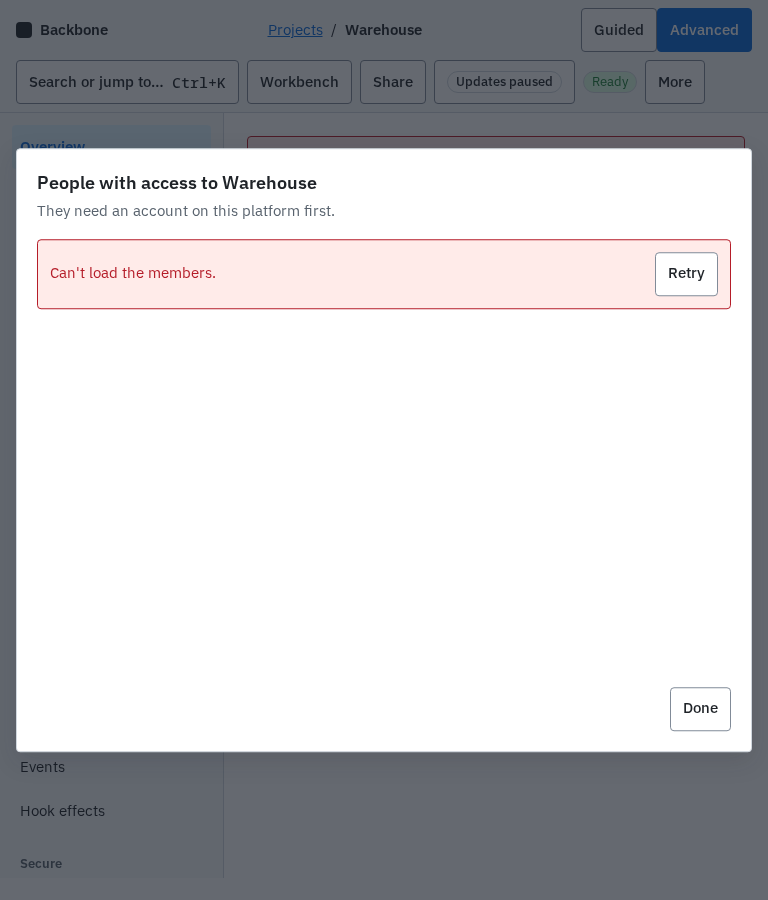 Backbone
Projects / Warehouse
Guided
Advanced
Search or jump to... Ctrl+K
Workbench
Share
Updates paused
Ready
More
Overview
People with access to Warehouse
They need an account on this platform first.
Can't load the members.
Retry
Done
Events
Hook effects
Secure